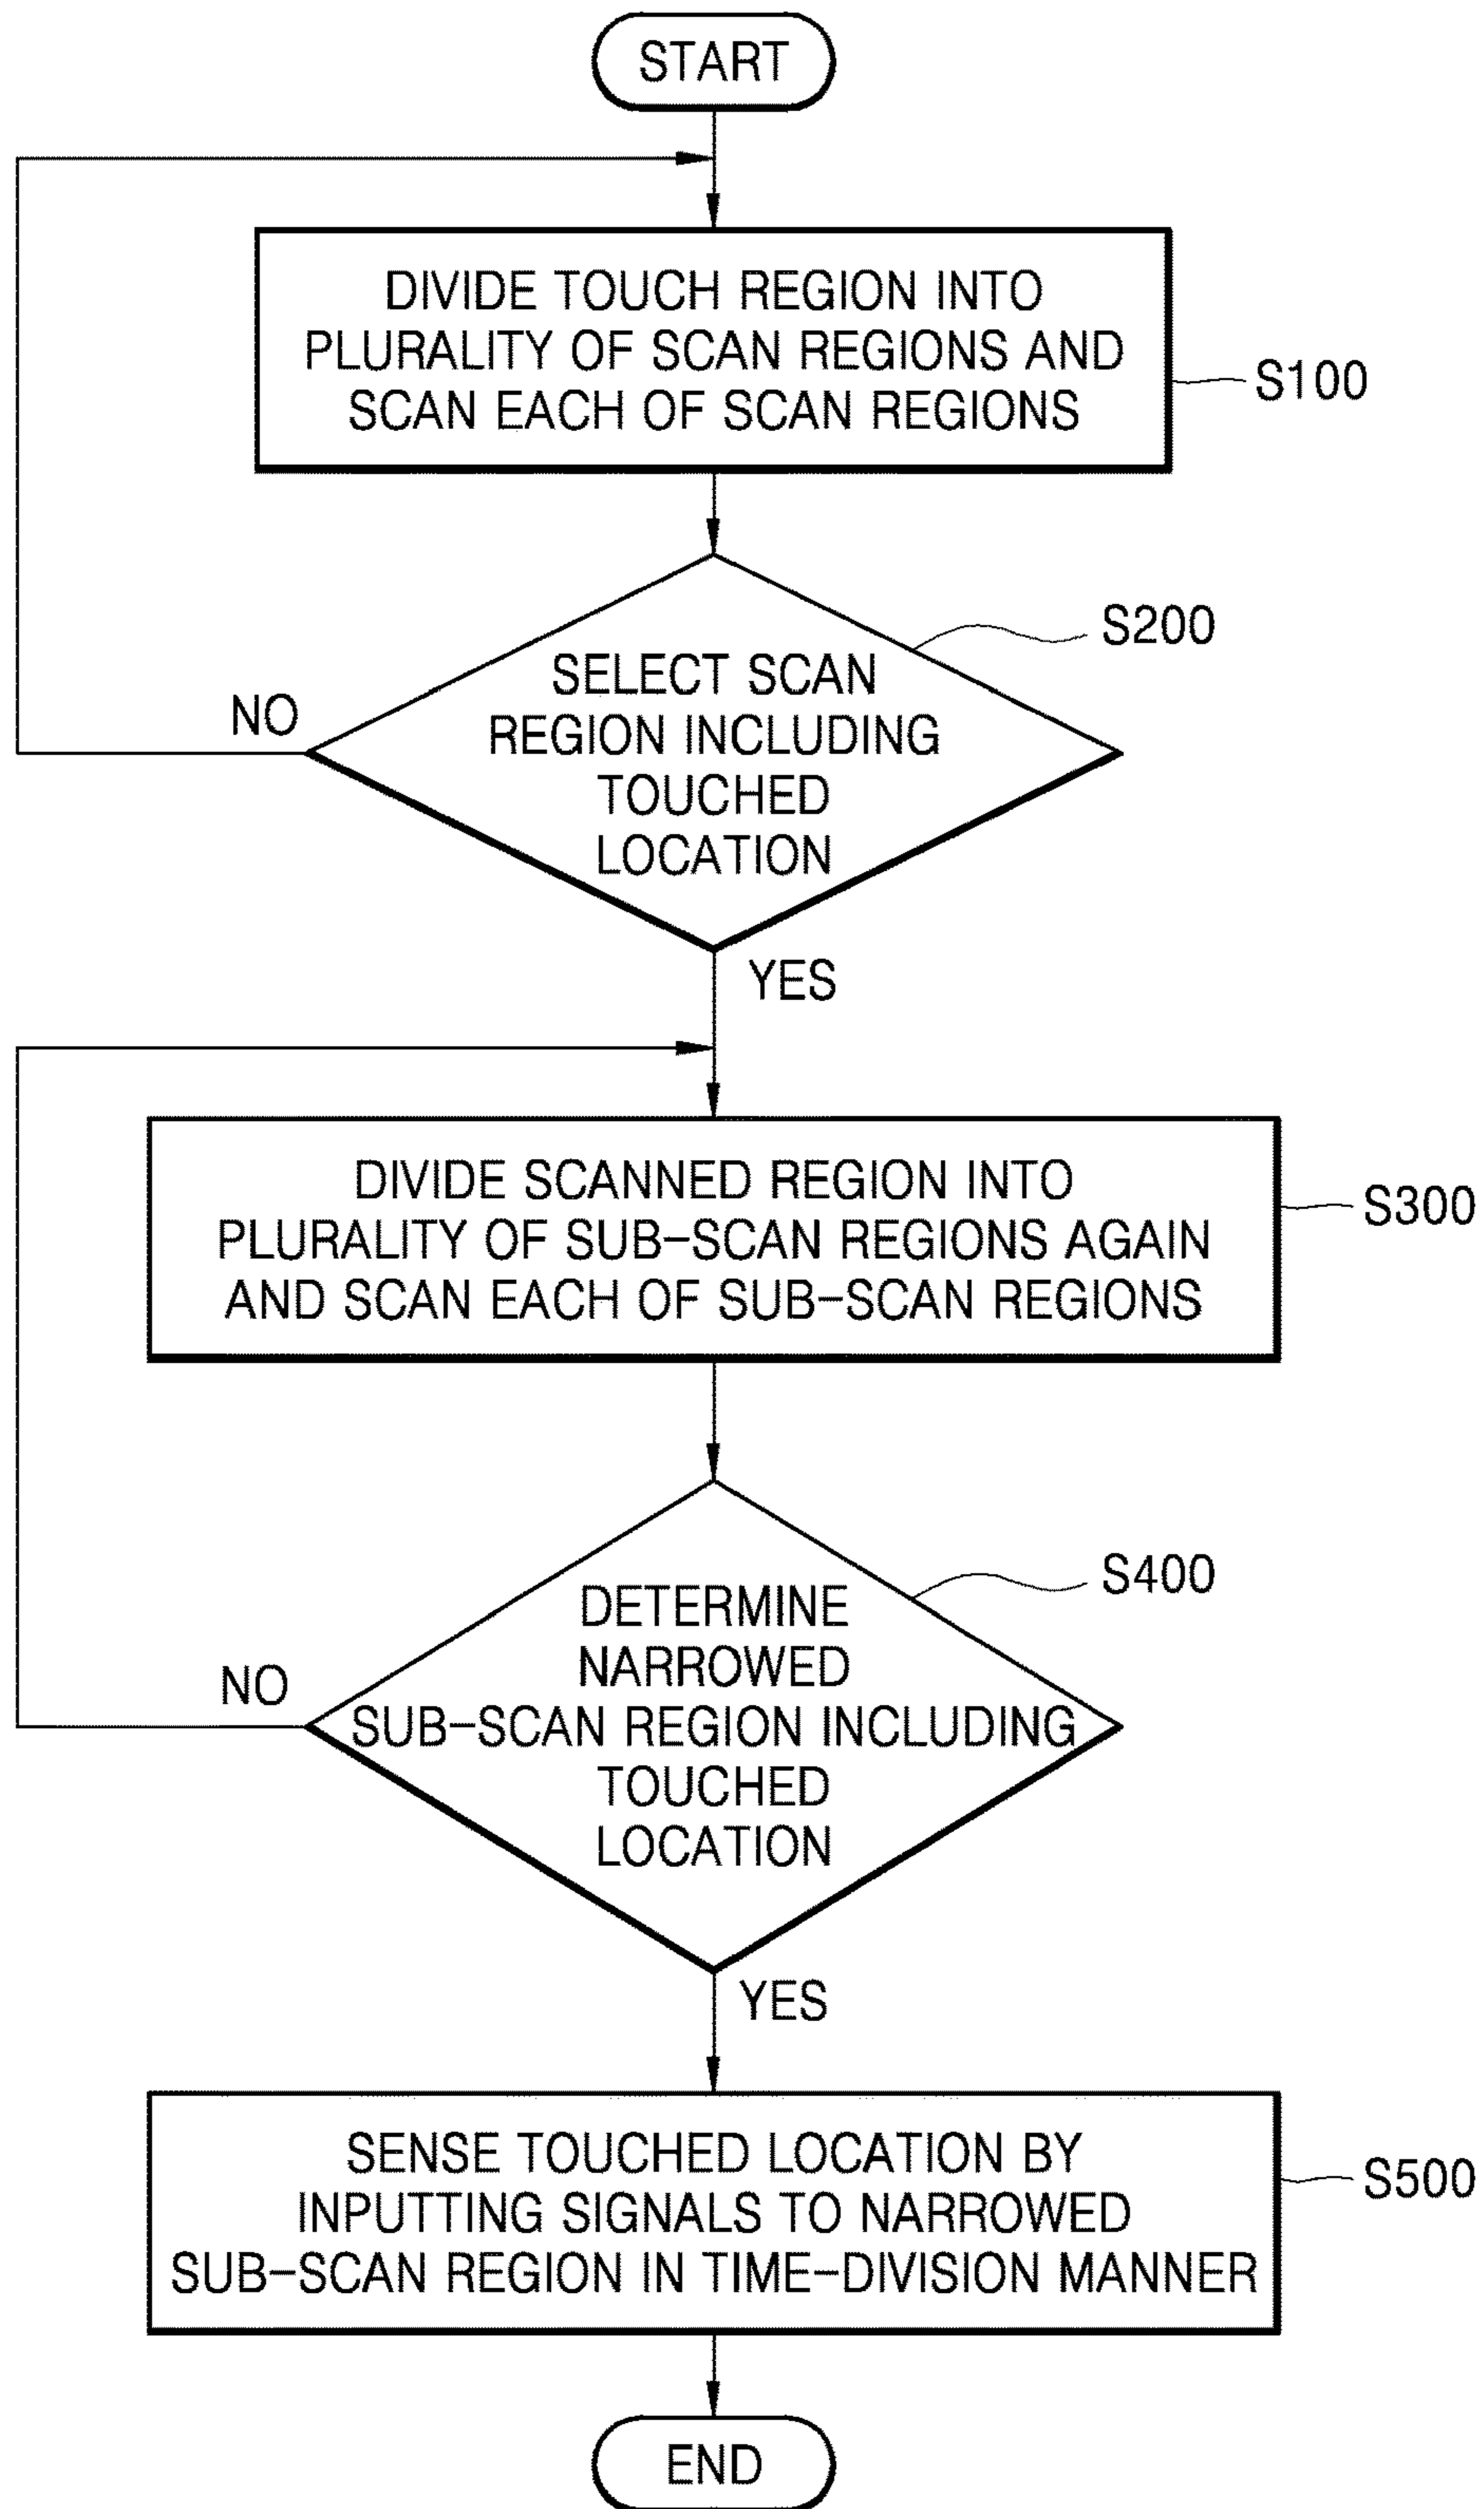 START
DIVIDE TOUCH REGION INTO
PLURALITY OF SCAN REGIONS AND
SCAN EACH OF SCAN REGIONS
S100
S200
SELECT SCAN
REGION INCLUDING
TOUCHED
LOCATION
NO
YES
DIVIDE SCANNED REGION INTO
PLURALITY OF SUB-SCAN REGIONS AGAIN
AND SCAN EACH OF SUB-SCAN REGIONS
S300
S400
DETERMINE
NARROWED
SUB-SCAN REGION INCLUDING
TOUCHED
LOCATION
NO
YES
SENSE TOUCHED LOCATION BY
INPUTTING SIGNALS TO NARROWED
SUB-SCAN REGION IN TIME-DIVISION MANNER
S500
END